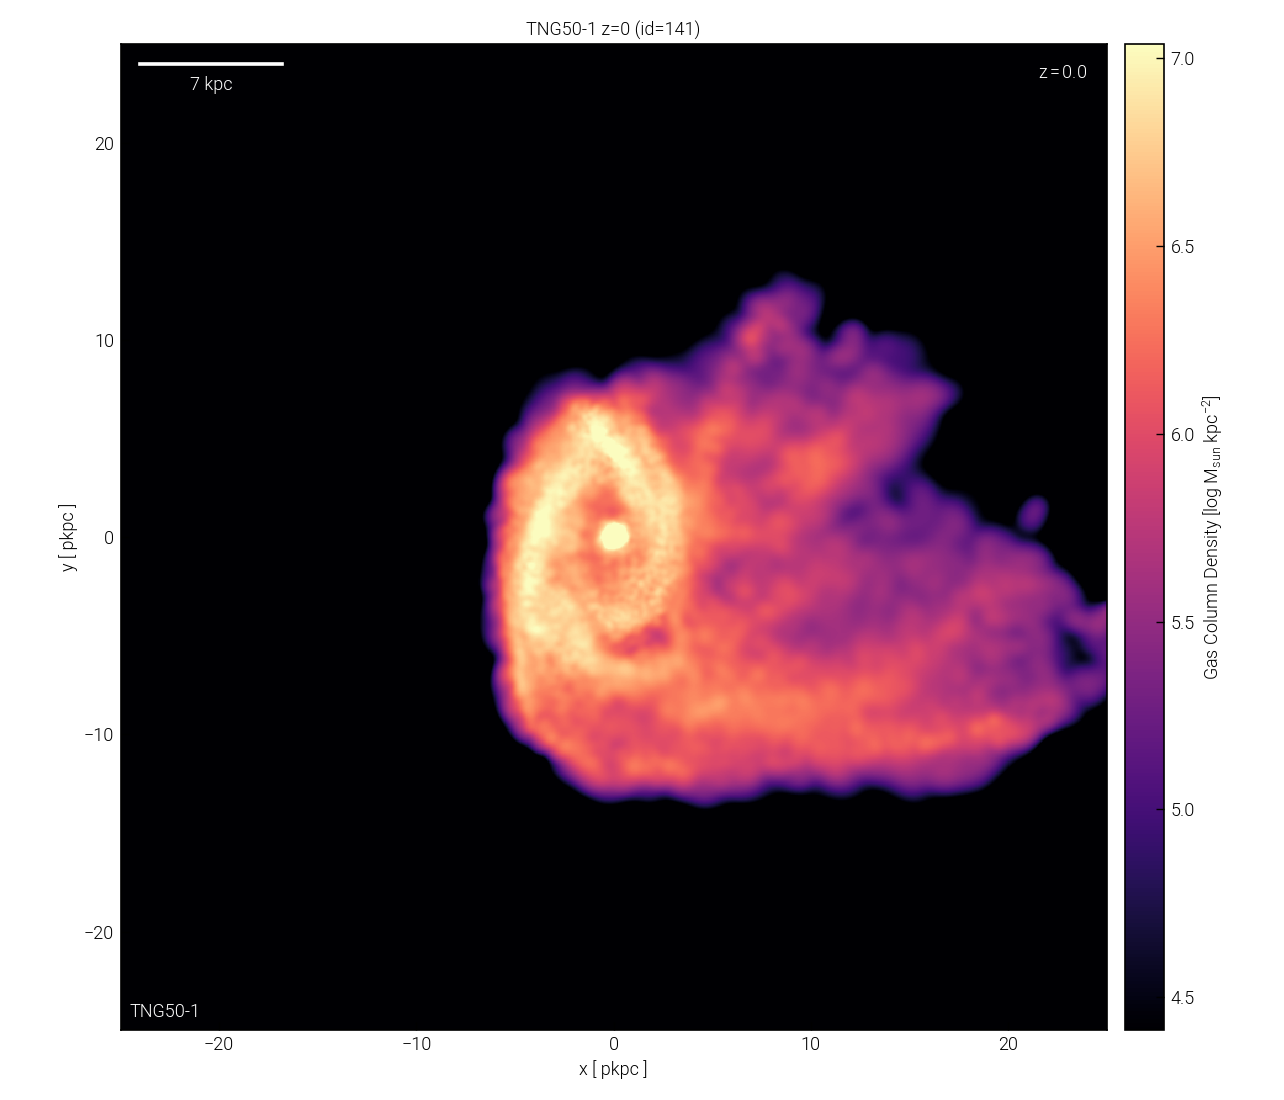 TNG50-1 z=0 (id=141)
7 kpc
z=0.0
20
10
0
−10
−20
y [ pkpc ]
TNG50-1
−20
−10
0
10
20
x [ pkpc ]
7.0
6.5
6.0
5.5
5.0
4.5
Gas Column Density [log M_sun kpc^−2]